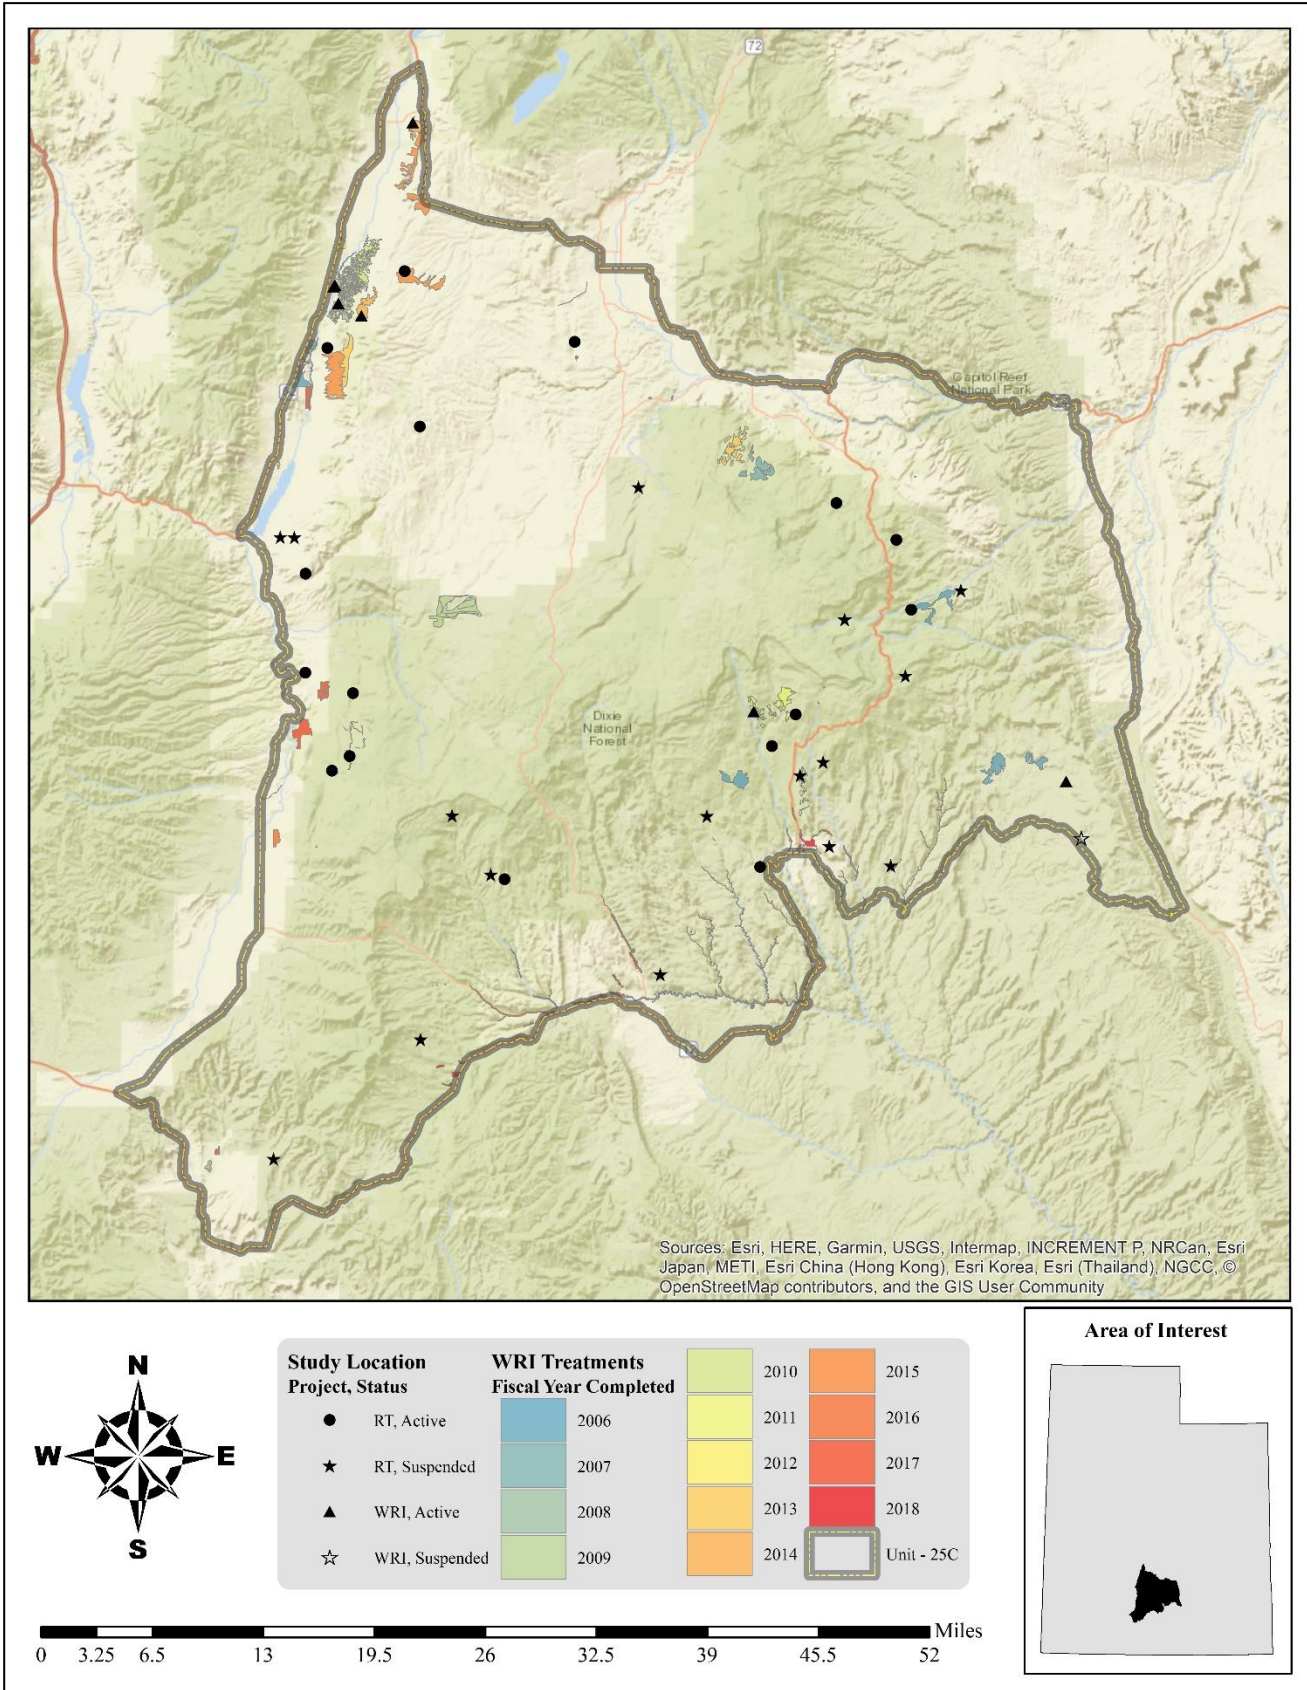 72
Capitol Reef
National Park
Dixie
National
Forest
12
Sources: Esri, HERE, Garmin, USGS, Intermap, INCREMENT P, NRCan, Esri
Japan, METI, Esri China (Hong Kong), Esri Korea, Esri (Thailand), NGCC, ©
OpenStreetMap contributors, and the GIS User Community
N
W E
S
Study Location
Project, Status
RT, Active
RT, Suspended
WRI, Active
WRI, Suspended
WRI Treatments
Fiscal Year Completed
2006
2007
2008
2009
2010
2011
2012
2013
2014
2015
2016
2017
2018
Unit - 25C
Miles
0 3.25 6.5 13 19.5 26 32.5 39 45.5 52
Area of Interest